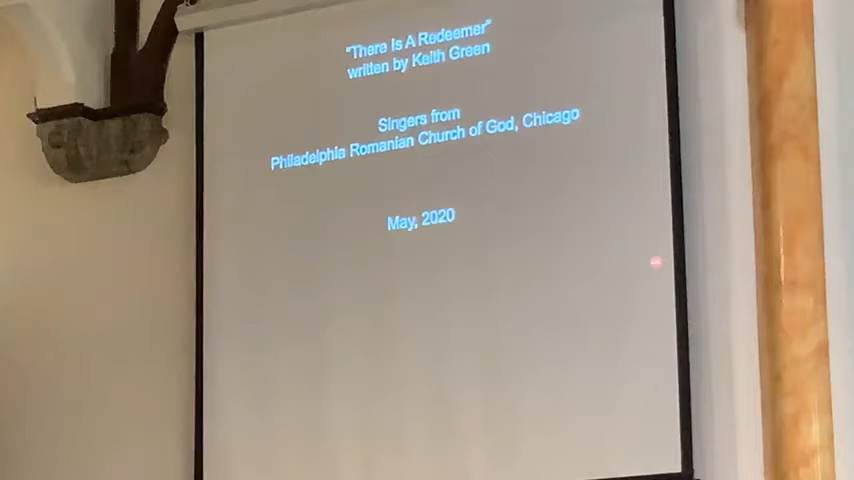 "There Is A Redeemer"
written by Keith Green
Singers from
Philadelphia Romanian Church of God, Chicago
May, 2020